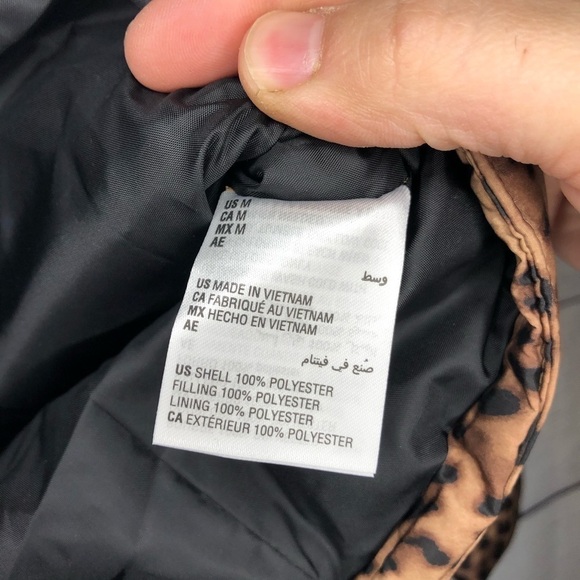 US M
CA M
MX M
AE
وسط
US MADE IN VIETNAM
CA FABRIQUÉ AU VIETNAM
MX HECHO EN VIETNAM
AE
صُنع في فيتنام
US SHELL 100% POLYESTER
FILLING 100% POLYESTER
LINING 100% POLYESTER
CA EXTÉRIEUR 100% POLYESTER